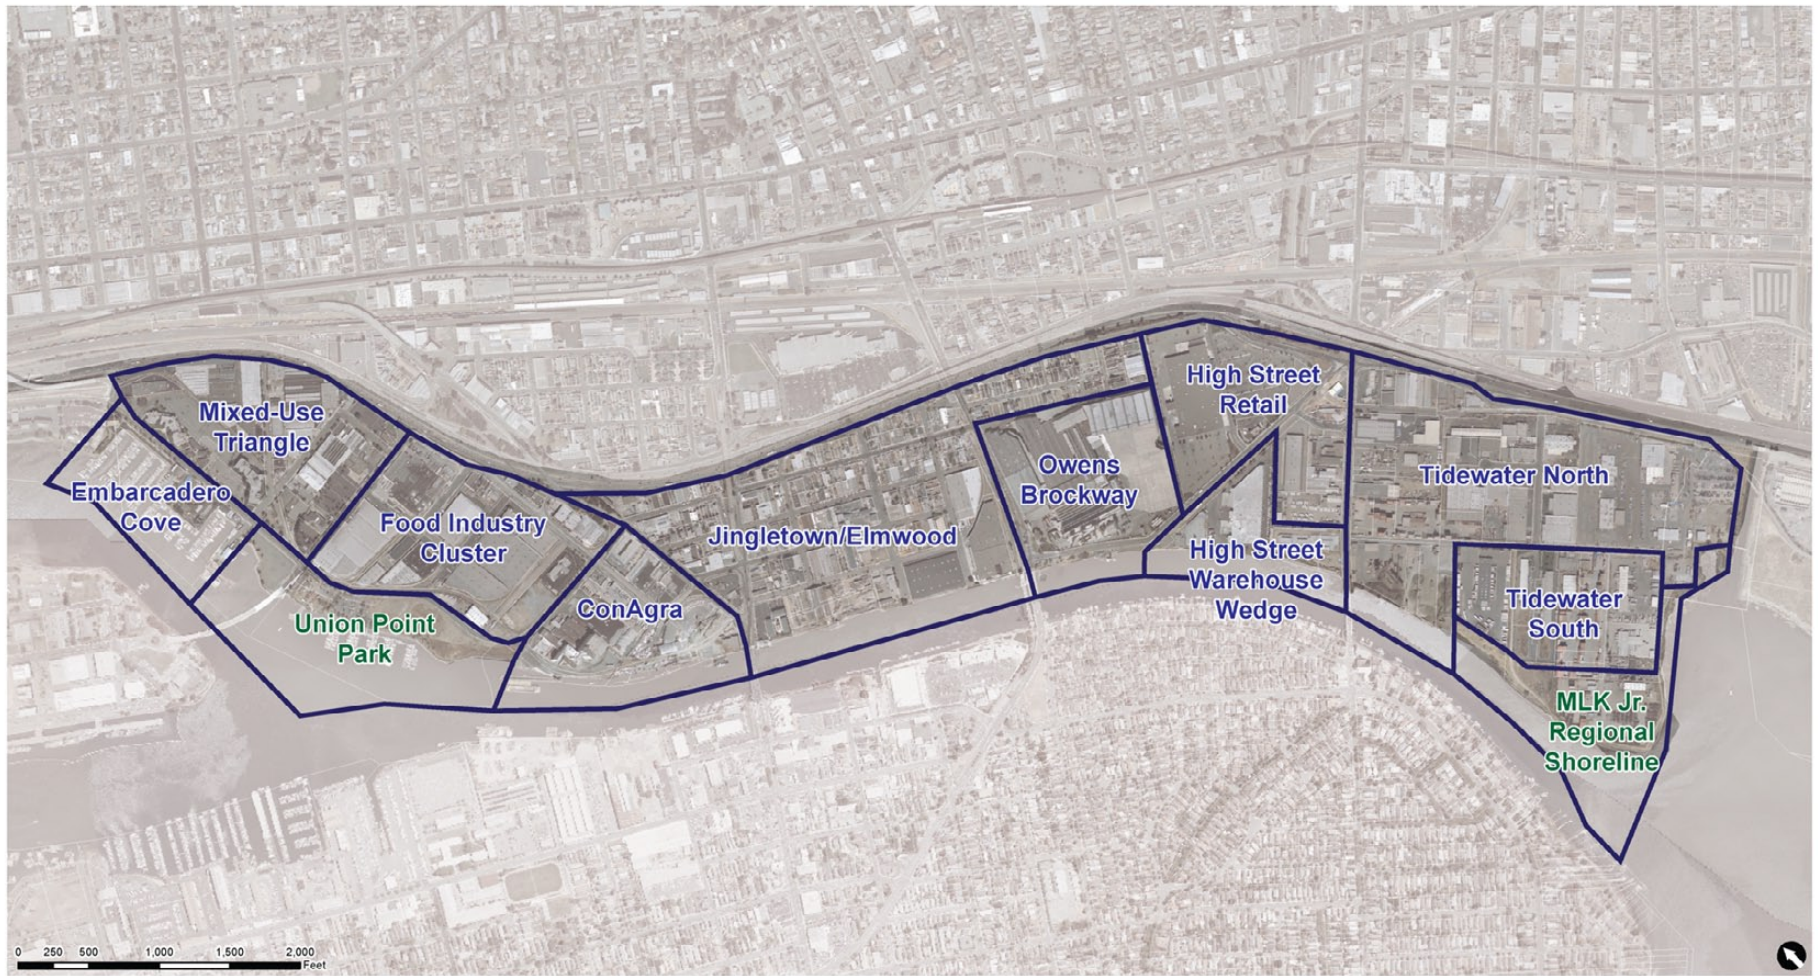 Mixed-Use
Triangle
Embarcadero
Cove
Food Industry
Cluster
Union Point
Park
ConAgra
Jingletown/Elmwood
Owens
Brockway
High Street
Retail
High Street
Warehouse
Wedge
Tidewater North
Tidewater
South
MLK Jr.
Regional
Shoreline
0 250 500 1,000 1,500 2,000
Feet